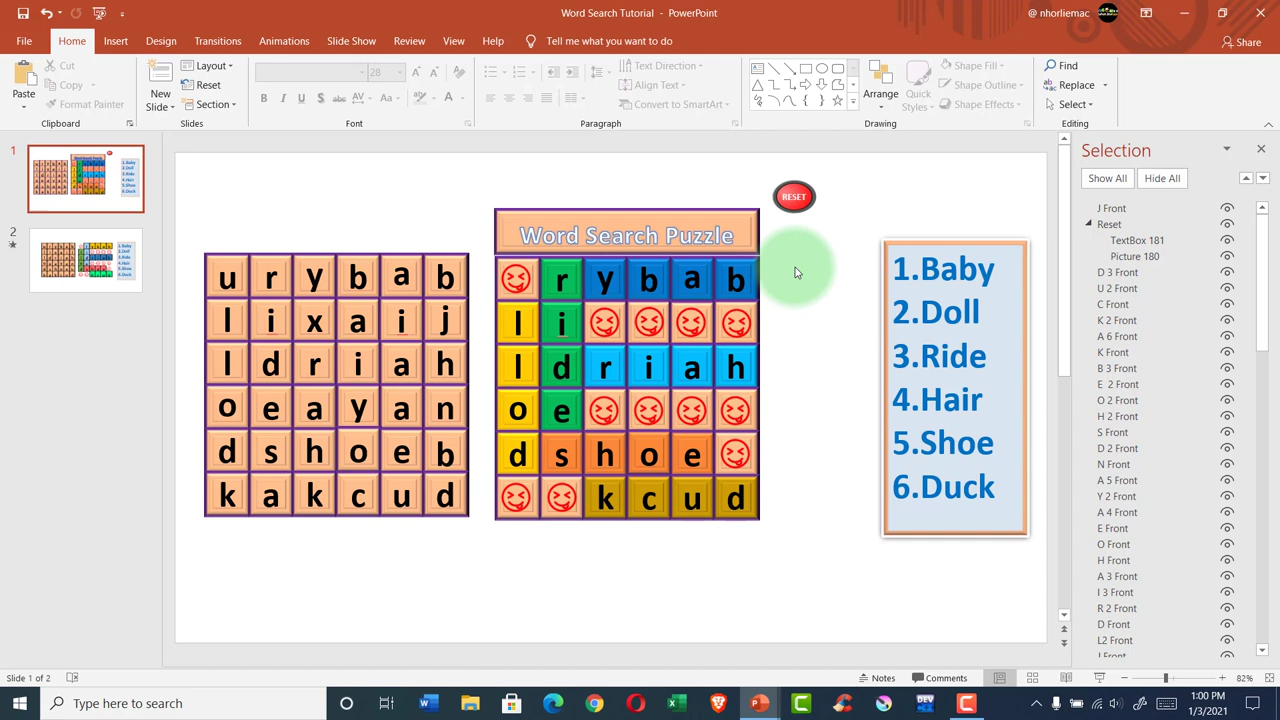 Word Search Tutorial - PowerPoint
@ nhorliemac
File Home Insert Design Transitions Animations Slide Show Review View Help Tell me what you want to do Share
Paste
Cut
Copy
Format Painter
Clipboard
New Slide
Layout
Reset
Section
Slides
28
B I U S abc AV Aa A
Font
Text Direction
Align Text
Convert to SmartArt
Paragraph
Arrange
Quick Styles
Shape Fill
Shape Outline
Shape Effects
Drawing
Find
Replace
Select
Editing
1
2
u r y b a b
l i x a i j
l d r i a h
o e a y a n
d s h o e b
k a k c u d
Word Search Puzzle
r y b a b
l i
l d r i a h
o e
d s h o e
k c u d
RESET
1.Baby
2.Doll
3.Ride
4.Hair
5.Shoe
6.Duck
Selection
Show All Hide All
J Front
Reset
TextBox 181
Picture 180
D 3 Front
U 2 Front
C Front
K 2 Front
A 6 Front
K Front
B 3 Front
E 2 Front
O 2 Front
H 2 Front
S Front
D 2 Front
N Front
A 5 Front
Y 2 Front
A 4 Front
E Front
O Front
H Front
A 3 Front
I 3 Front
R 2 Front
D Front
L2 Front
I Front
Slide 1 of 2
Notes Comments
82%
Type here to search
1:00 PM
1/3/2021